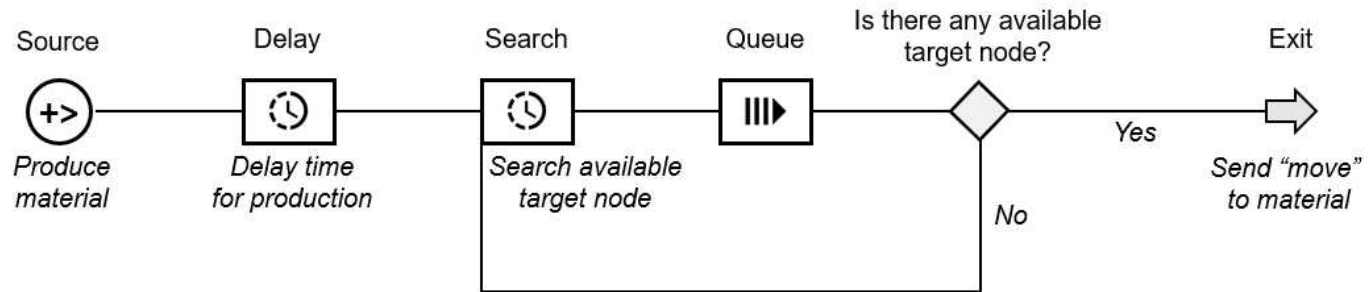 Source
Delay
Search
Queue
Is there any available
target node?
Exit
+>
Produce
material
Delay time
for production
Search available
target node
Yes
No
Send “move”
to material